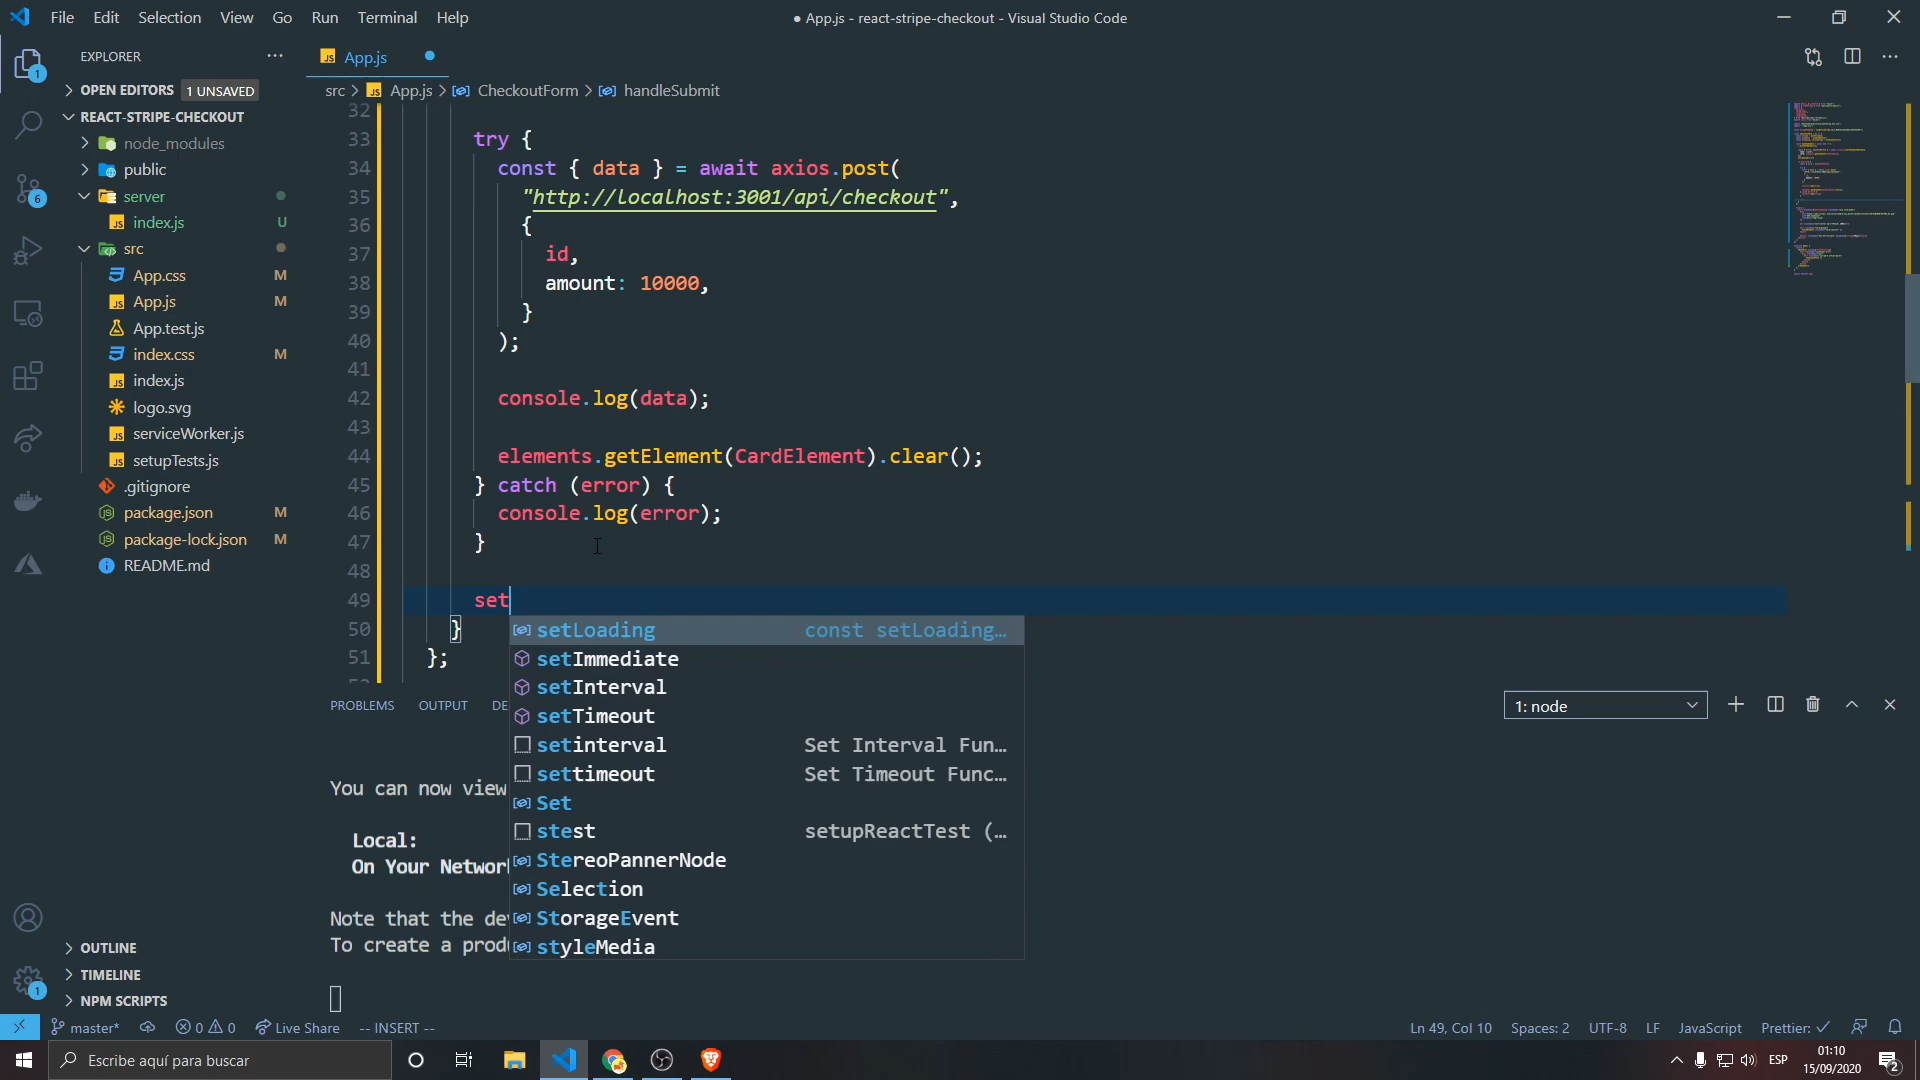 File Edit Selection View Go Run Terminal Help
● App.js - react-stripe-checkout - Visual Studio Code
EXPLORER
OPEN EDITORS 1 UNSAVED
REACT-STRIPE-CHECKOUT
node_modules
public
server
index.js U
src
App.css M
App.js M
App.test.js
index.css M
index.js
logo.svg
serviceWorker.js
setupTests.js
.gitignore
package.json M
package-lock.json M
README.md
OUTLINE
TIMELINE
NPM SCRIPTS
1
6
1
JS App.js
src > JS App.js > CheckoutForm > handleSubmit
32
33 try {
34 const { data } = await axios.post(
35 "http://localhost:3001/api/checkout",
36 {
37 id,
38 amount: 10000,
39 }
40 );
41
42 console.log(data);
43
44 elements.getElement(CardElement).clear();
45 } catch (error) {
46 console.log(error);
47 }
48
49 set
50 }
51 };
setLoading const setLoading…
setImmediate
setInterval
setTimeout
setinterval Set Interval Fun…
settimeout Set Timeout Func…
Set
stest setupReactTest (…
StereoPannerNode
Selection
StorageEvent
styleMedia
PROBLEMS OUTPUT DE
1: node
You can now view
Local:
On Your Networ
Note that the de
To create a prod
master* 0 0 Live Share -- INSERT --
Ln 49, Col 10 Spaces: 2 UTF-8 LF JavaScript Prettier: ✓
Escribe aquí para buscar
ESP
01:10
15/09/2020
2